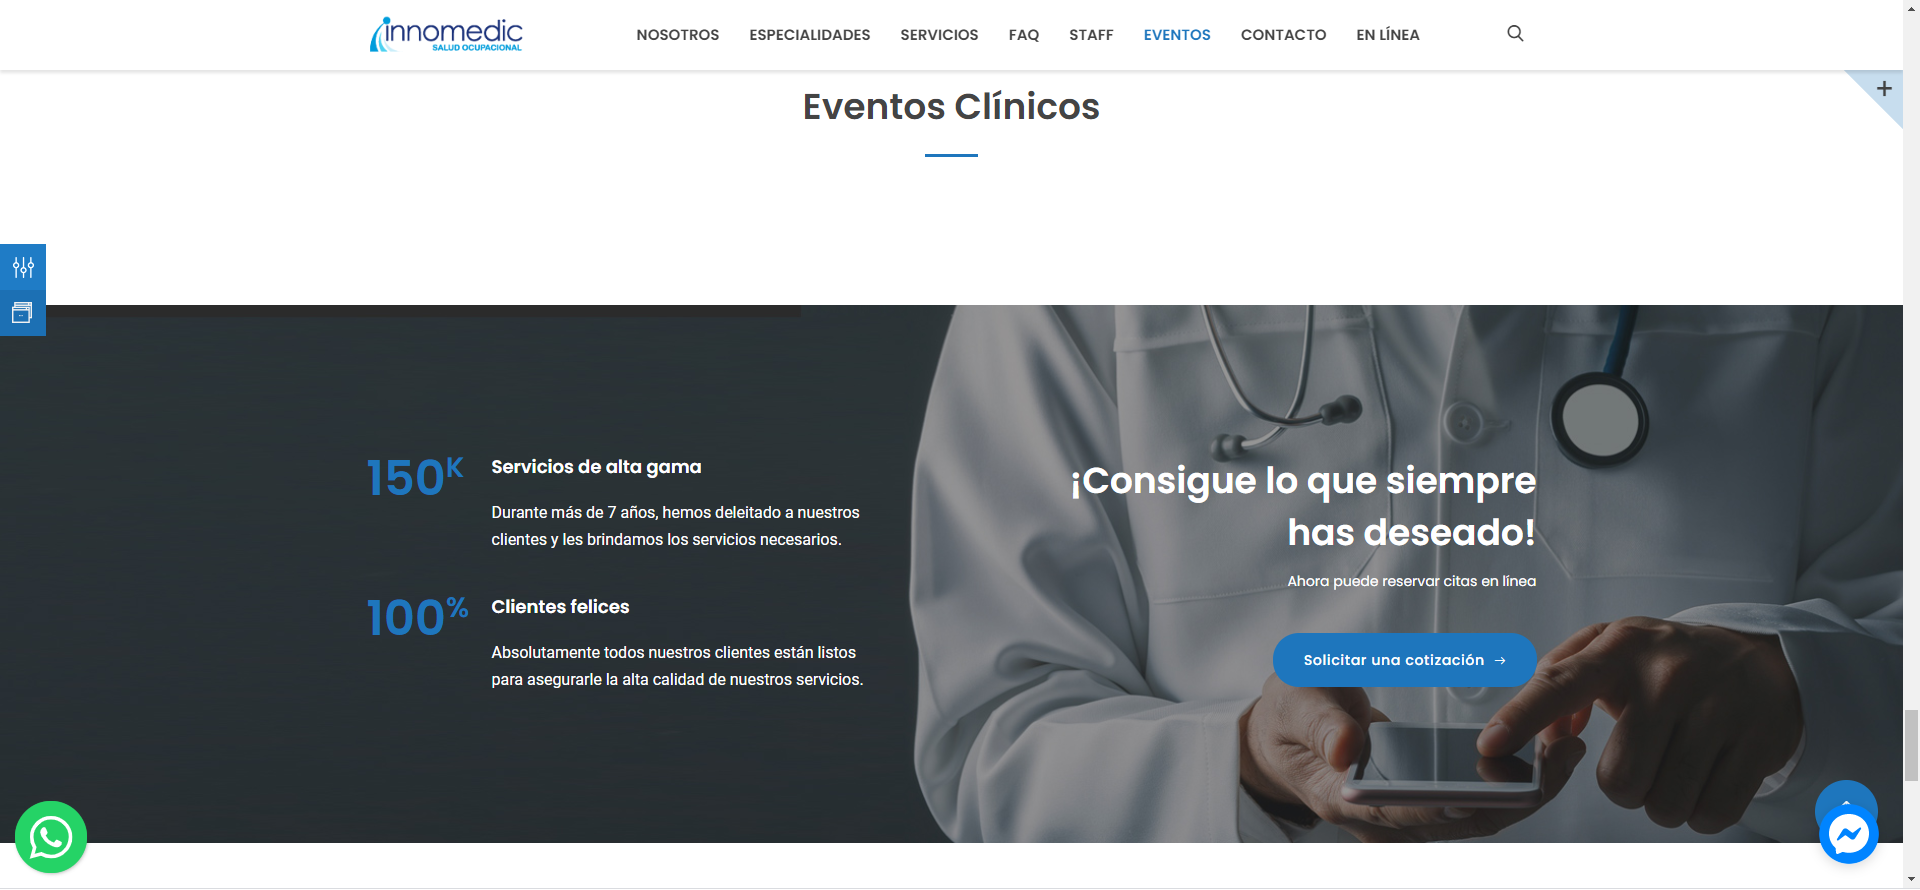 innomedic
SALUD OCUPACIONAL
NOSOTROS ESPECIALIDADES SERVICIOS FAQ STAFF EVENTOS CONTACTO EN LÍNEA
Eventos Clínicos
150K
Servicios de alta gama
Durante más de 7 años, hemos deleitado a nuestros
clientes y les brindamos los servicios necesarios.
100%
Clientes felices
Absolutamente todos nuestros clientes están listos
para asegurarle la alta calidad de nuestros servicios.
¡Consigue lo que siempre
has deseado!
Ahora puede reservar citas en línea
Solicitar una cotización →